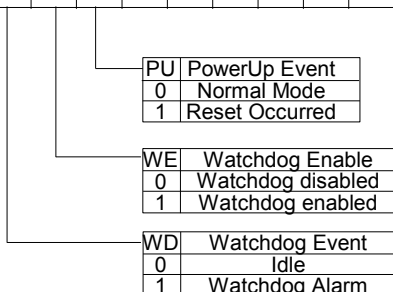 PU PowerUp Event
0 Normal Mode
1 Reset Occurred
WE Watchdog Enable
0 Watchdog disabled
1 Watchdog enabled
WD Watchdog Event
0 Idle
1 Watchdog Alarm